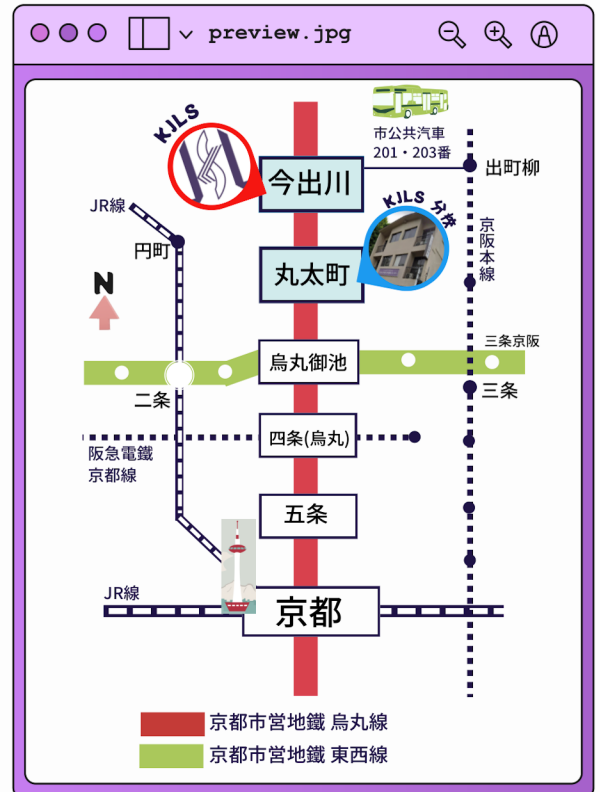 preview.jpg
KJLS
市公共汽車
201・203番
今出川
出町柳
JR線
KJLS 分校
円町
京阪本線
N
丸太町
三条京阪
烏丸御池
二条
三条
阪急電鐵
京都線
四条(烏丸)
五条
JR線
京都
京都市営地鐵 烏丸線
京都市営地鐵 東西線